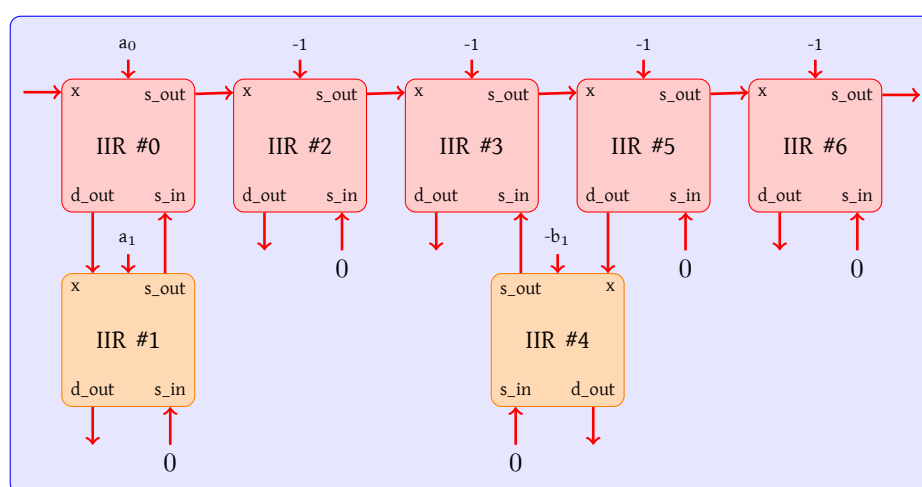 a0 -1 -1 -1 -1
x s_out x s_out x s_out x s_out x s_out
IIR #0 IIR #2 IIR #3 IIR #5 IIR #6
d_out s_in d_out s_in d_out s_in d_out s_in d_out s_in
a1 -b1
0 0 0
x s_out s_out x
IIR #1 IIR #4
d_out s_in s_in d_out
0 0